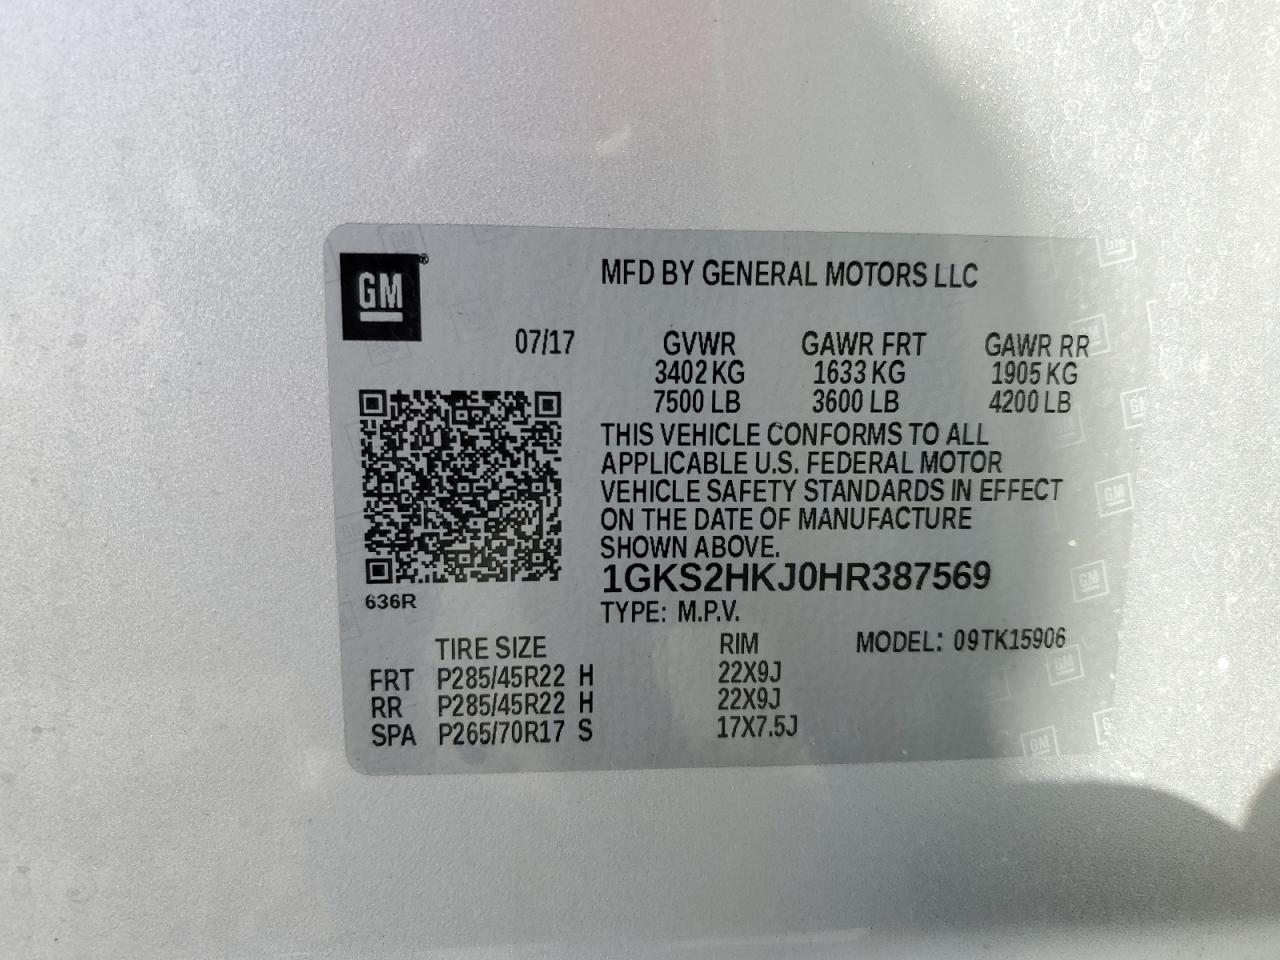 GM®
MFD BY GENERAL MOTORS LLC
07/17
GVWR GAWR FRT GAWR RR
3402 KG 1633 KG 1905 KG
7500 LB 3600 LB 4200 LB
THIS VEHICLE CONFORMS TO ALL
APPLICABLE U.S. FEDERAL MOTOR
VEHICLE SAFETY STANDARDS IN EFFECT
ON THE DATE OF MANUFACTURE
SHOWN ABOVE.
1GKS2HKJ0HR387569
636R
TYPE: M.P.V.
TIRE SIZE RIM MODEL: 09TK15906
FRT P285/45R22 H 22X9J
RR P285/45R22 H 22X9J
SPA P265/70R17 S 17X7.5J